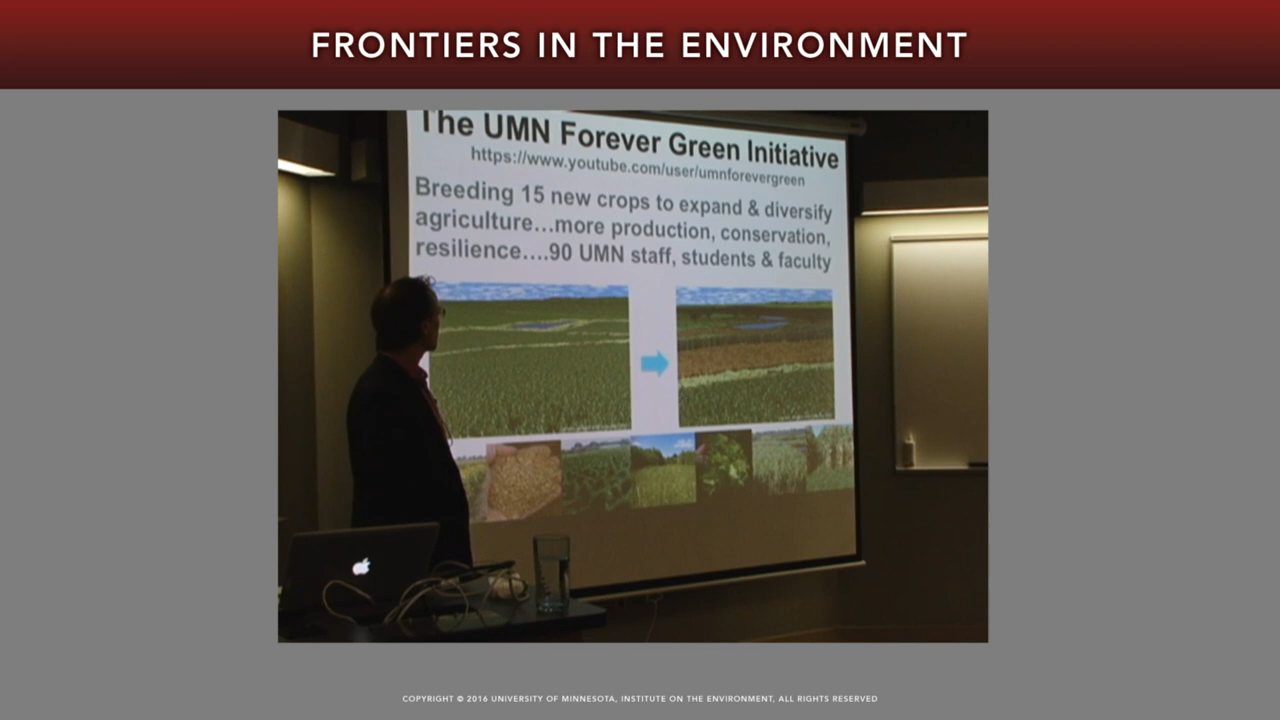 FRONTIERS IN THE ENVIRONMENT
The UMN Forever Green Initiative
https://www.youtube.com/user/umnforevergreen
Breeding 15 new crops to expand & diversify
agriculture...more production, conservation,
resilience....90 UMN staff, students & faculty
COPYRIGHT © 2016 UNIVERSITY OF MINNESOTA, INSTITUTE ON THE ENVIRONMENT, ALL RIGHTS RESERVED